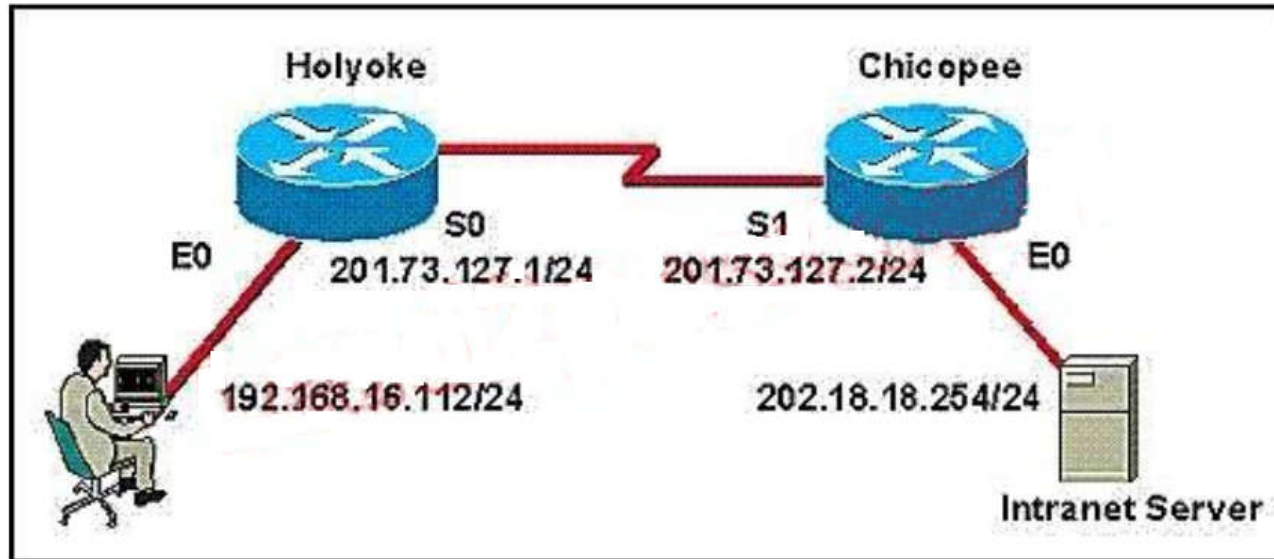 Holyoke
Chicopee
S0
S1
E0
E0
201.73.127.1/24
201.73.127.2/24
192.168.16.112/24
202.18.18.254/24
Intranet Server